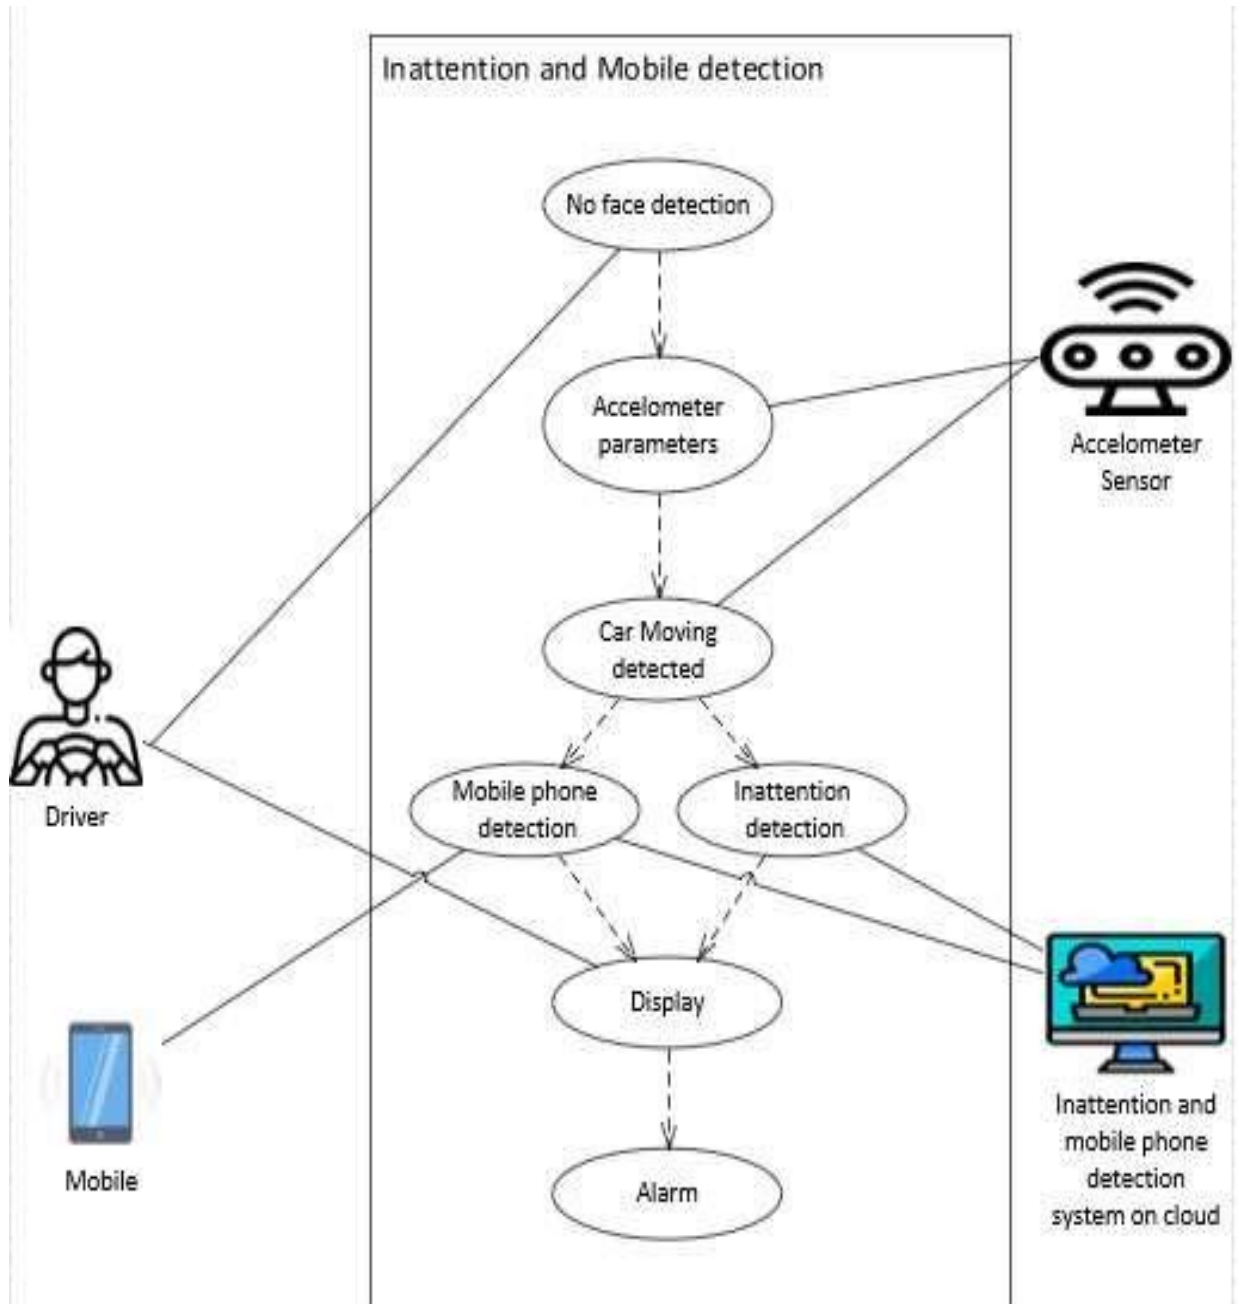 Inattention and Mobile detection
No face detection
Accelometer
parameters
Accelometer
Sensor
Car Moving
detected
Driver
Mobile phone
detection
Inattention
detection
Display
Mobile
Inattention and
mobile phone
detection
system on cloud
Alarm